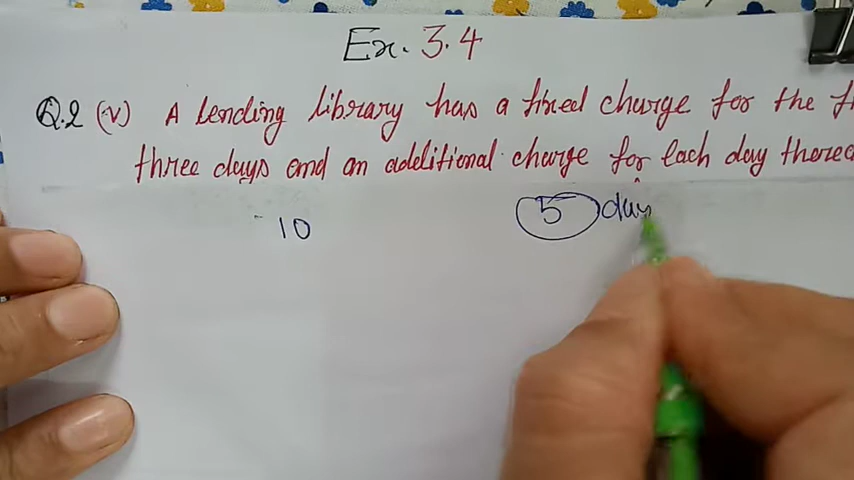 Ex. 3.4
Q.2 (v) A lending library has a fixed charge for the
three days and an additional charge for each day
10
5 days